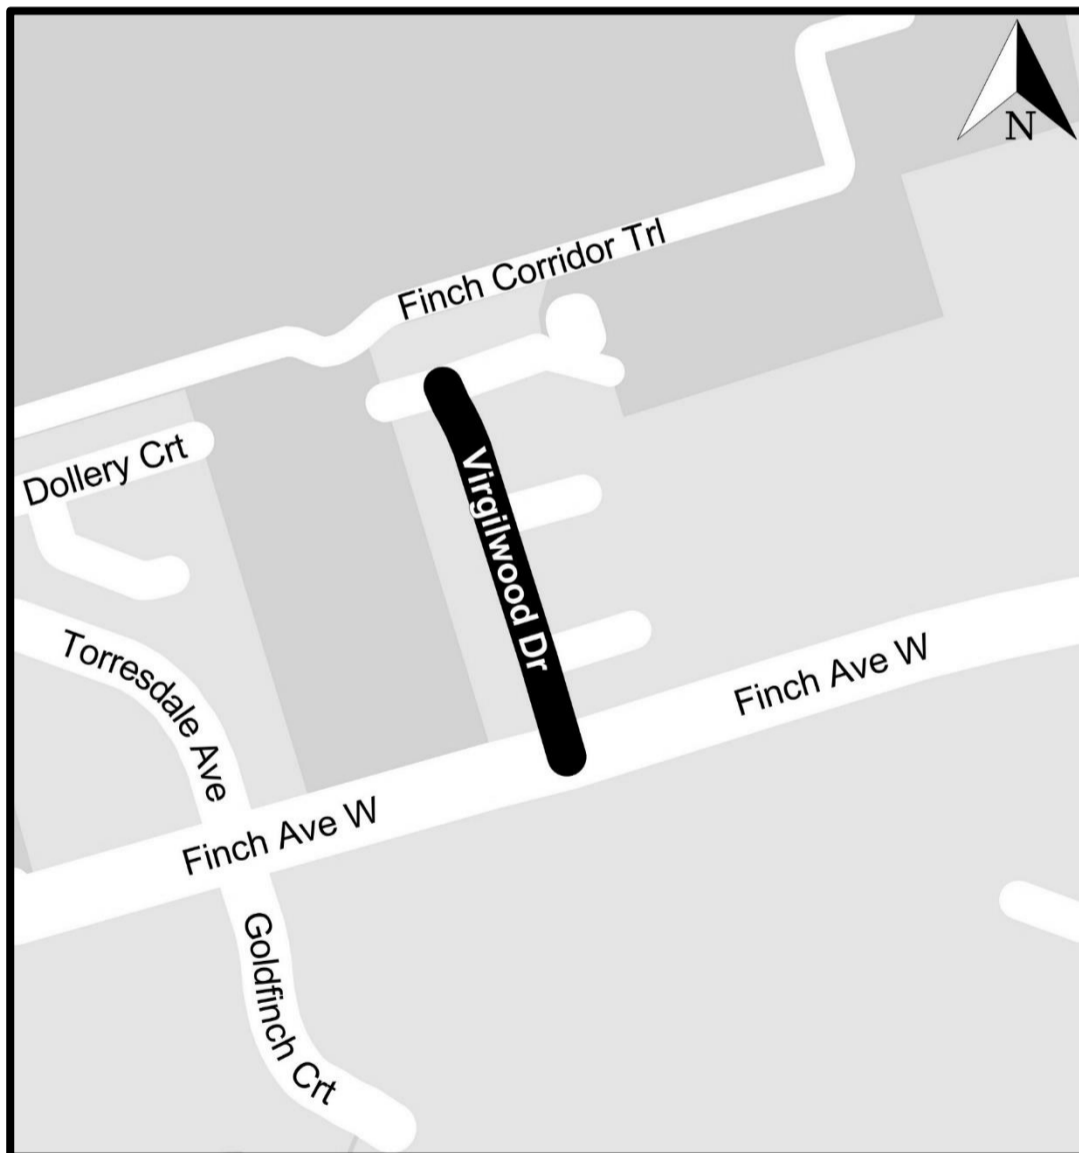 N
Finch Corridor Trl
Dollery Crt
Virgilwood Dr
Torresdale Ave
Finch Ave W
Finch Ave W
Goldfinch Crt